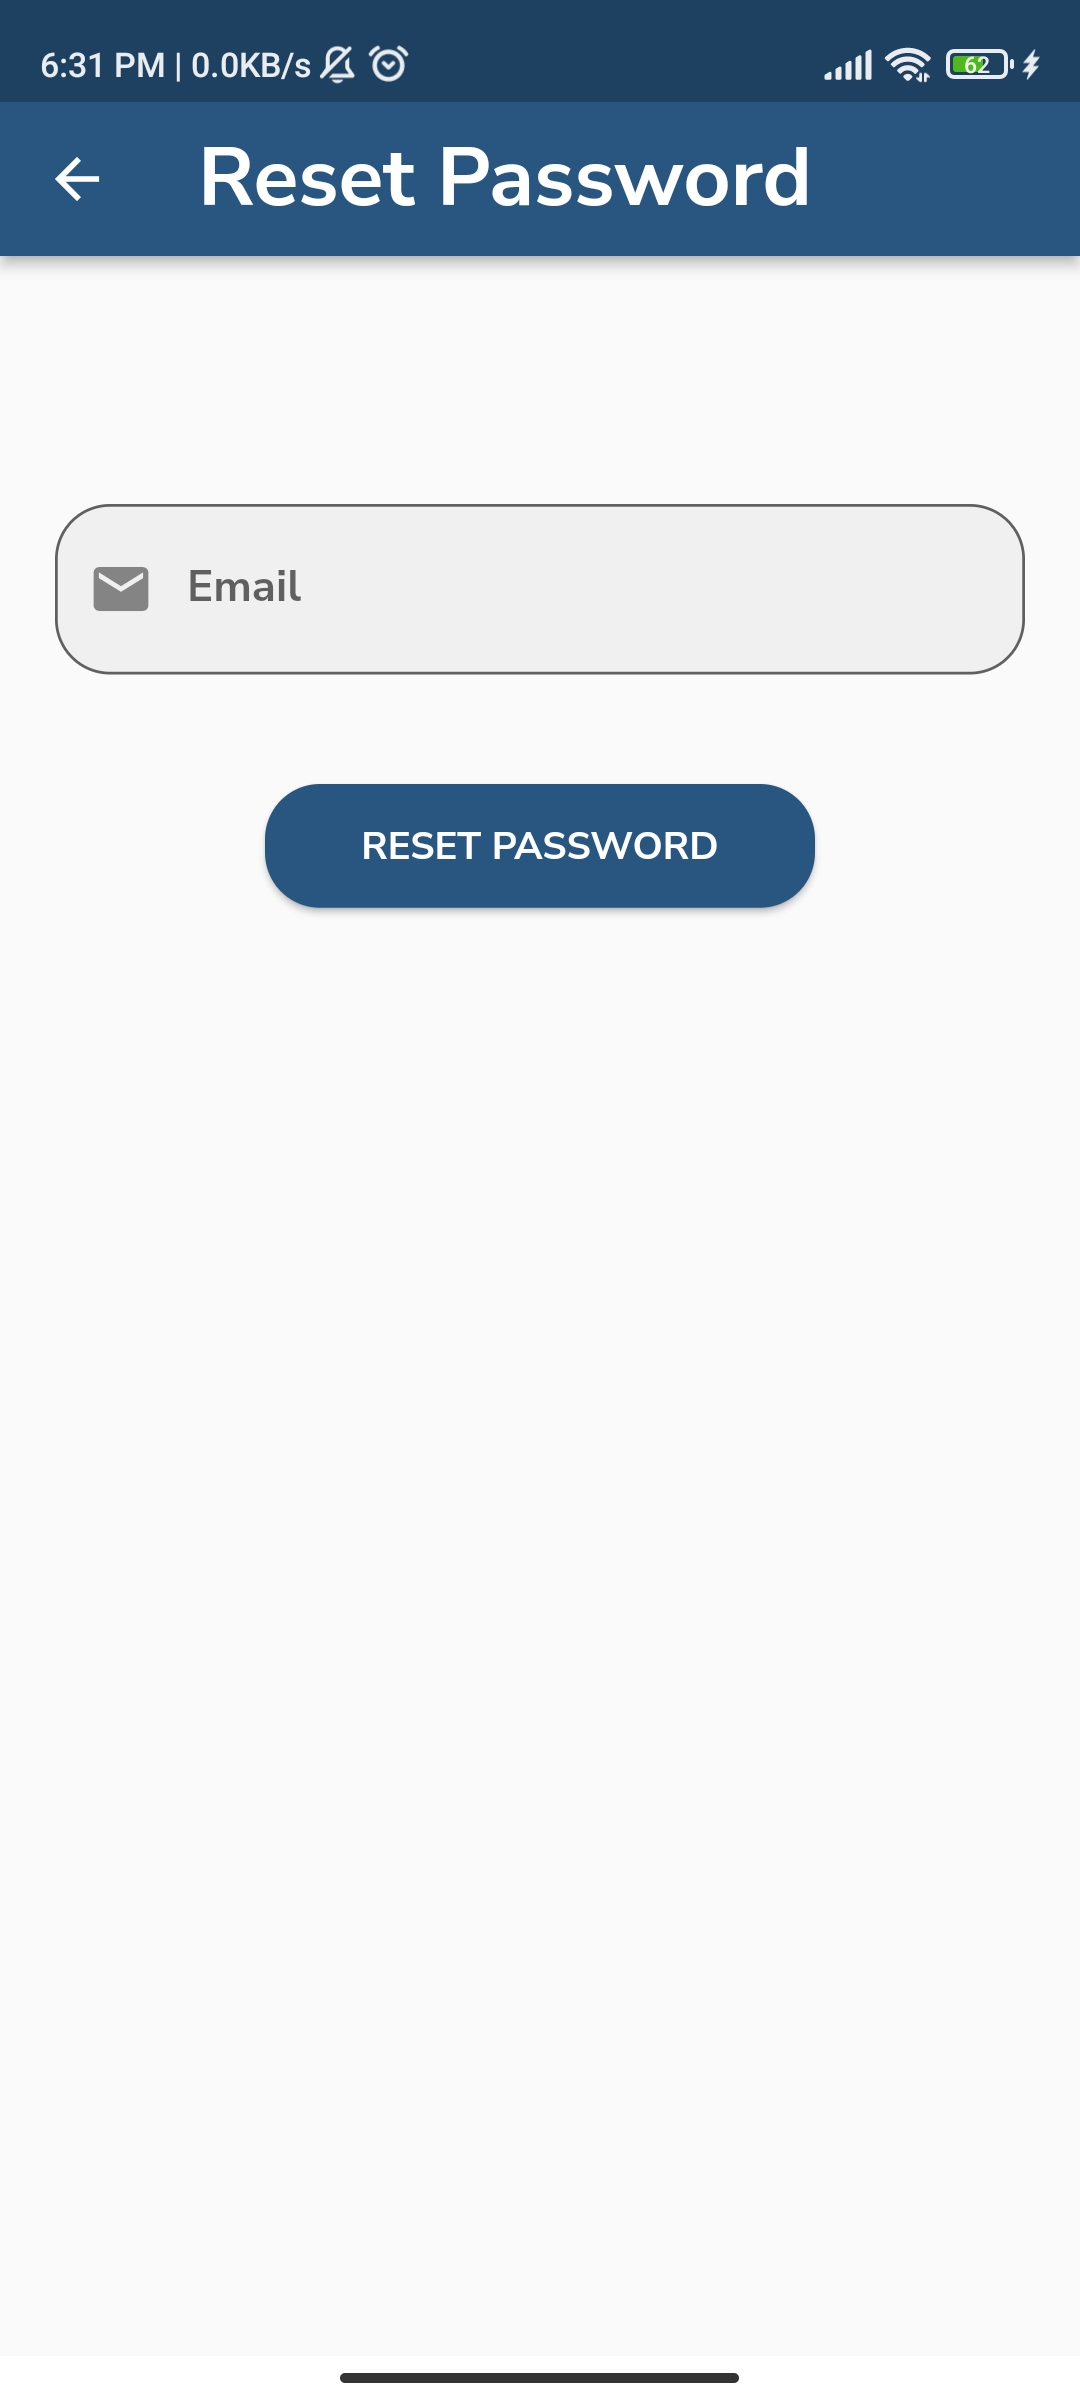 6:31 PM | 0.0KB/s
62
Reset Password
Email
RESET PASSWORD